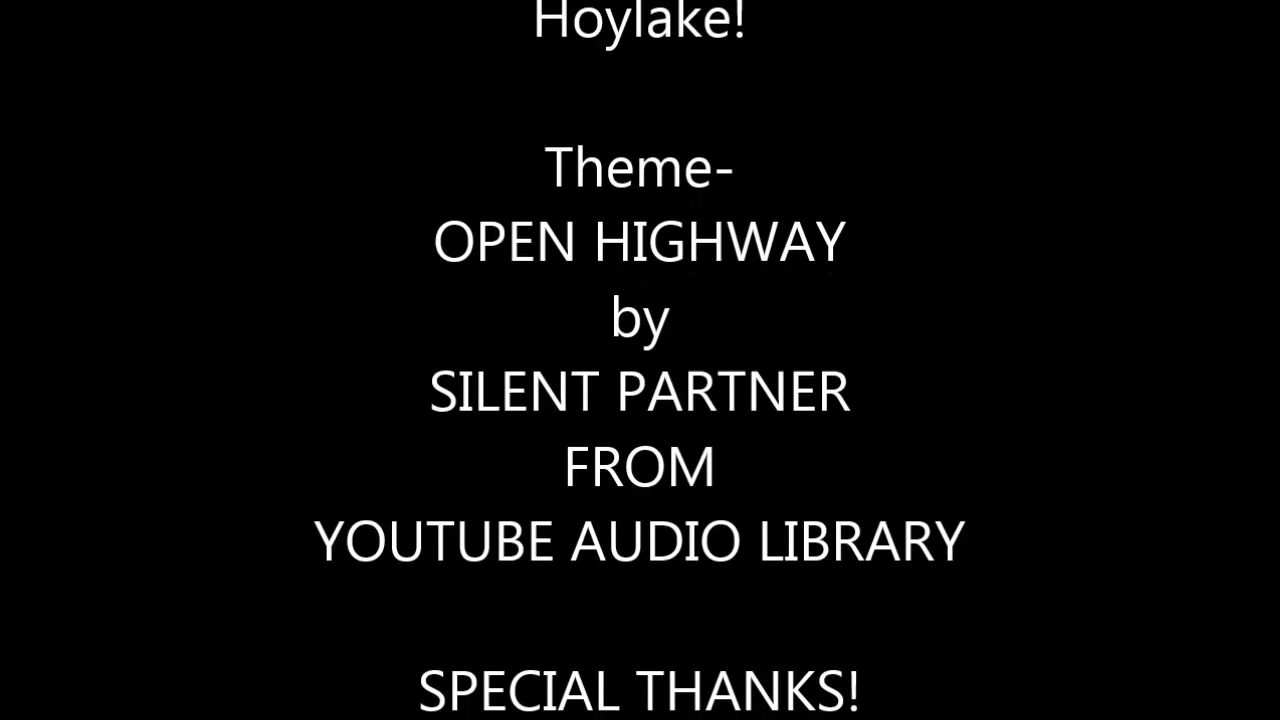 Hoylake!
Theme-
OPEN HIGHWAY
by
SILENT PARTNER
FROM
YOUTUBE AUDIO LIBRARY
SPECIAL THANKS!